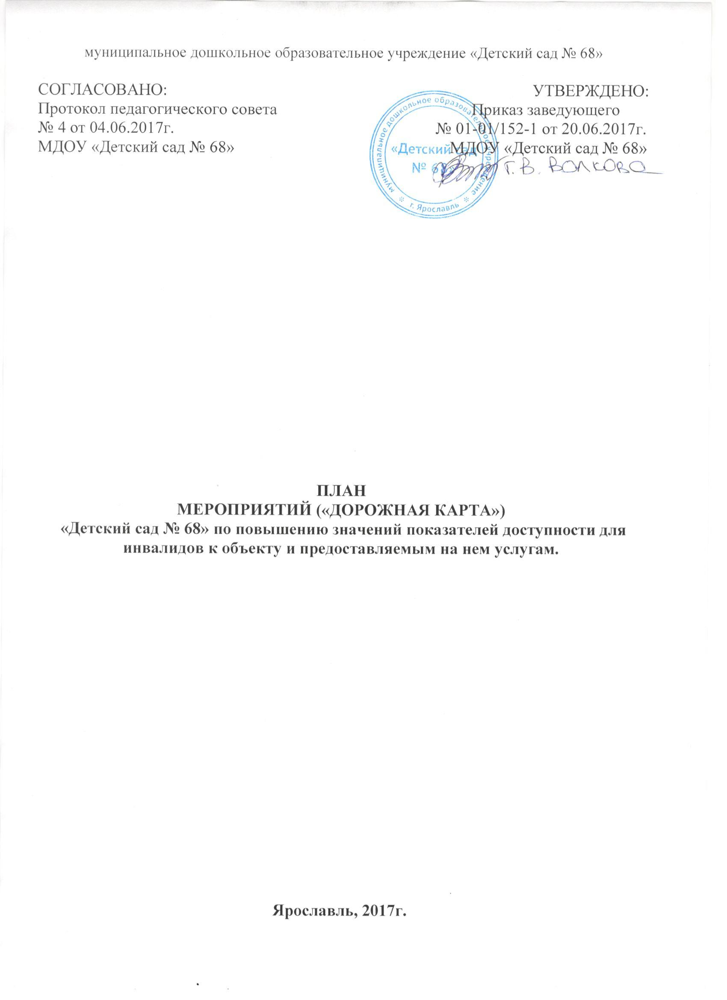 муниципальное дошкольное образовательное учреждение «Детский сад № 68»
СОГЛАСОВАНО:
Протокол педагогического совета
№ 4 от 04.06.2017г.
МДОУ «Детский сад № 68»
УТВЕРЖДЕНО:
Приказ заведующего
№ 01-01/152-1 от 20.06.2017г.
МДОУ «Детский сад № 68»
Т.В. Волкова
муниципальное дошкольное образовательное учреждение
«Детский сад
№ 68»
г. Ярославль
ПЛАН
МЕРОПРИЯТИЙ («ДОРОЖНАЯ КАРТА»)
«Детский сад № 68» по повышению значений показателей доступности для
инвалидов к объекту и предоставляемым на нем услугам.
Ярославль, 2017г.